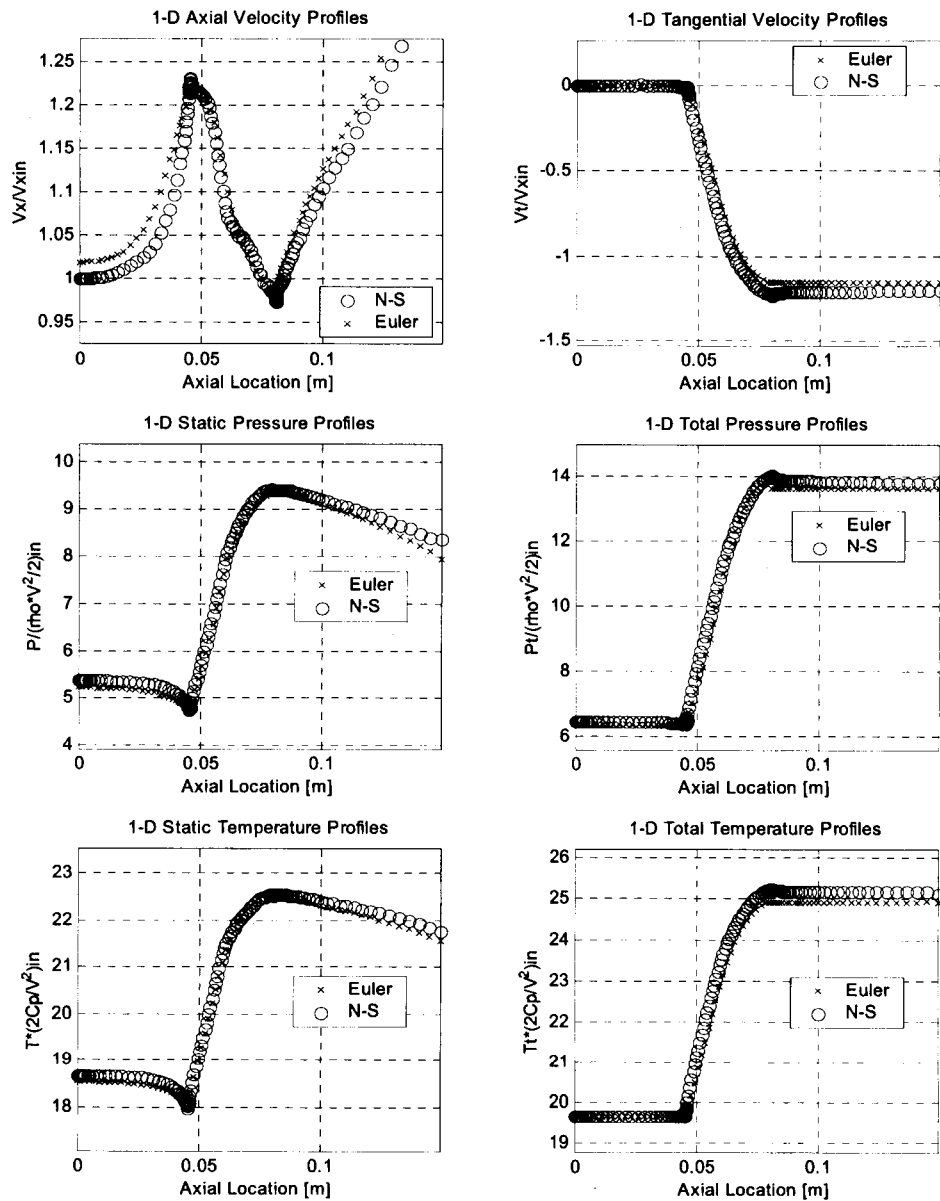 1-D Axial Velocity Profiles
Vx/Vxin
1.25
1.2
1.15
1.1
1.05
1
0.95
N-S
Euler
0
0.05
0.1
Axial Location [m]
1-D Tangential Velocity Profiles
Vt/Vxin
0
-0.5
-1
-1.5
Euler
N-S
0
0.05
0.1
Axial Location [m]
1-D Static Pressure Profiles
P/(rho*V²/2)in
10
9
8
7
6
5
4
Euler
N-S
0
0.05
0.1
Axial Location [m]
1-D Total Pressure Profiles
Pt/(rho*V²/2)in
14
12
10
8
6
Euler
N-S
0
0.05
0.1
Axial Location [m]
1-D Static Temperature Profiles
T*(2Cp/V²)in
23
22
21
20
19
18
Euler
N-S
0
0.05
0.1
Axial Location [m]
1-D Total Temperature Profiles
Tt*(2Cp/V²)in
26
25
24
23
22
21
20
19
Euler
N-S
0
0.05
0.1
Axial Location [m]